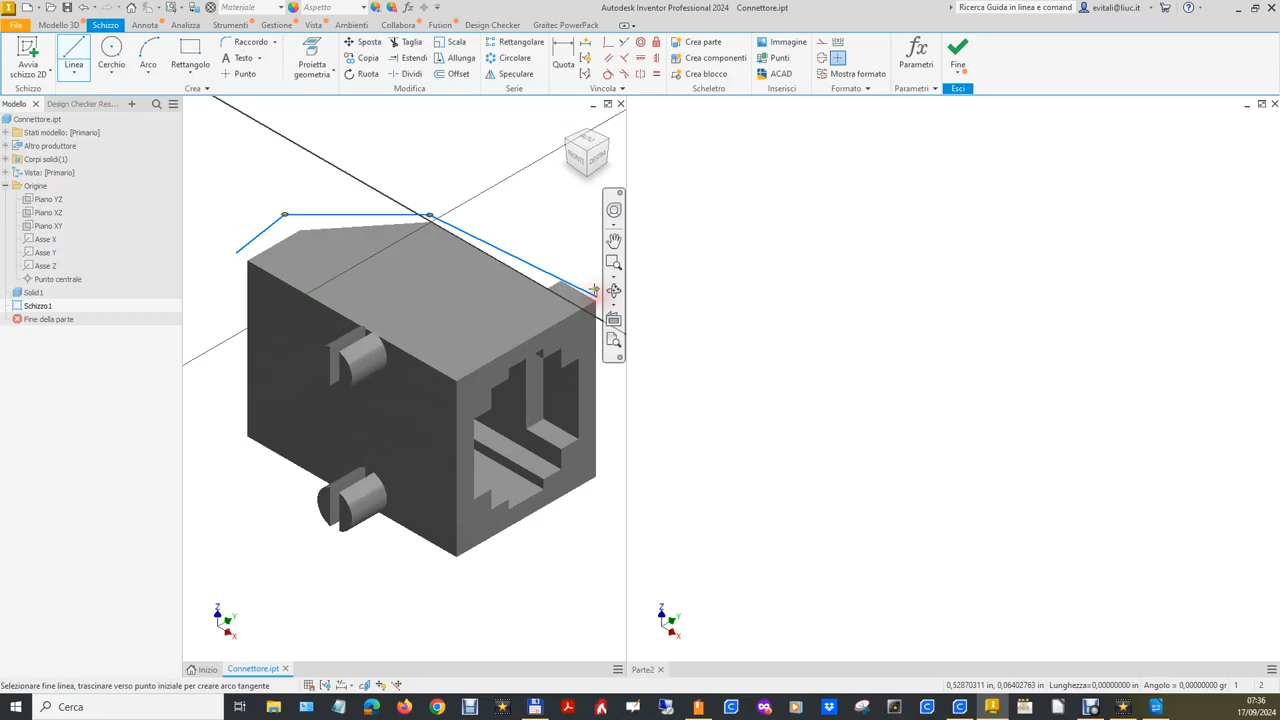 Materiale
Aspetto
Autodesk Inventor Professional 2024 Connettore.ipt
Ricerca Guida in linea e comand
evitali@liuc.it
File
Modello 3D
Schizzo
Annota
Analizza
Strumenti
Gestione
Vista
Ambienti
Collabora
Fusion
Design Checker
Graitec PowerPack
Avvia schizzo 2D
Linea
Cerchio
Arco
Rettangolo
Raccordo
Testo
Punto
Proietta geometria
Sposta
Copia
Ruota
Taglia
Estendi
Dividi
Scala
Allunga
Offset
Rettangolare
Circolare
Speculare
Quota
Crea parte
Crea componenti
Crea blocco
Immagine
Punti
ACAD
Mostra formato
Parametri
Fine
Schizzo
Crea
Modifica
Serie
Vincola
Scheletro
Inserisci
Formato
Parametri
Esci
Modello
Design Checker Res...
Connettore.ipt
Stati modello: [Primario]
Altro produttore
Corpi solidi(1)
Vista: [Primario]
Origine
Piano YZ
Piano XZ
Piano XY
Asse X
Asse Y
Asse Z
Punto centrale
Solid1
Schizzo1
Fine della parte
FRONTE
DESTRA
Z
Y
X
Z
Y
X
Inizio
Connettore.ipt
Parte2
Selezionare fine linea, trascinare verso punto iniziale per creare arco tangente
0,52870311 in, 0,06402763 in Lunghezza=0,00000000 in Angolo = 0,00000000 gr 1 2
Cerca
07:36
17/09/2024